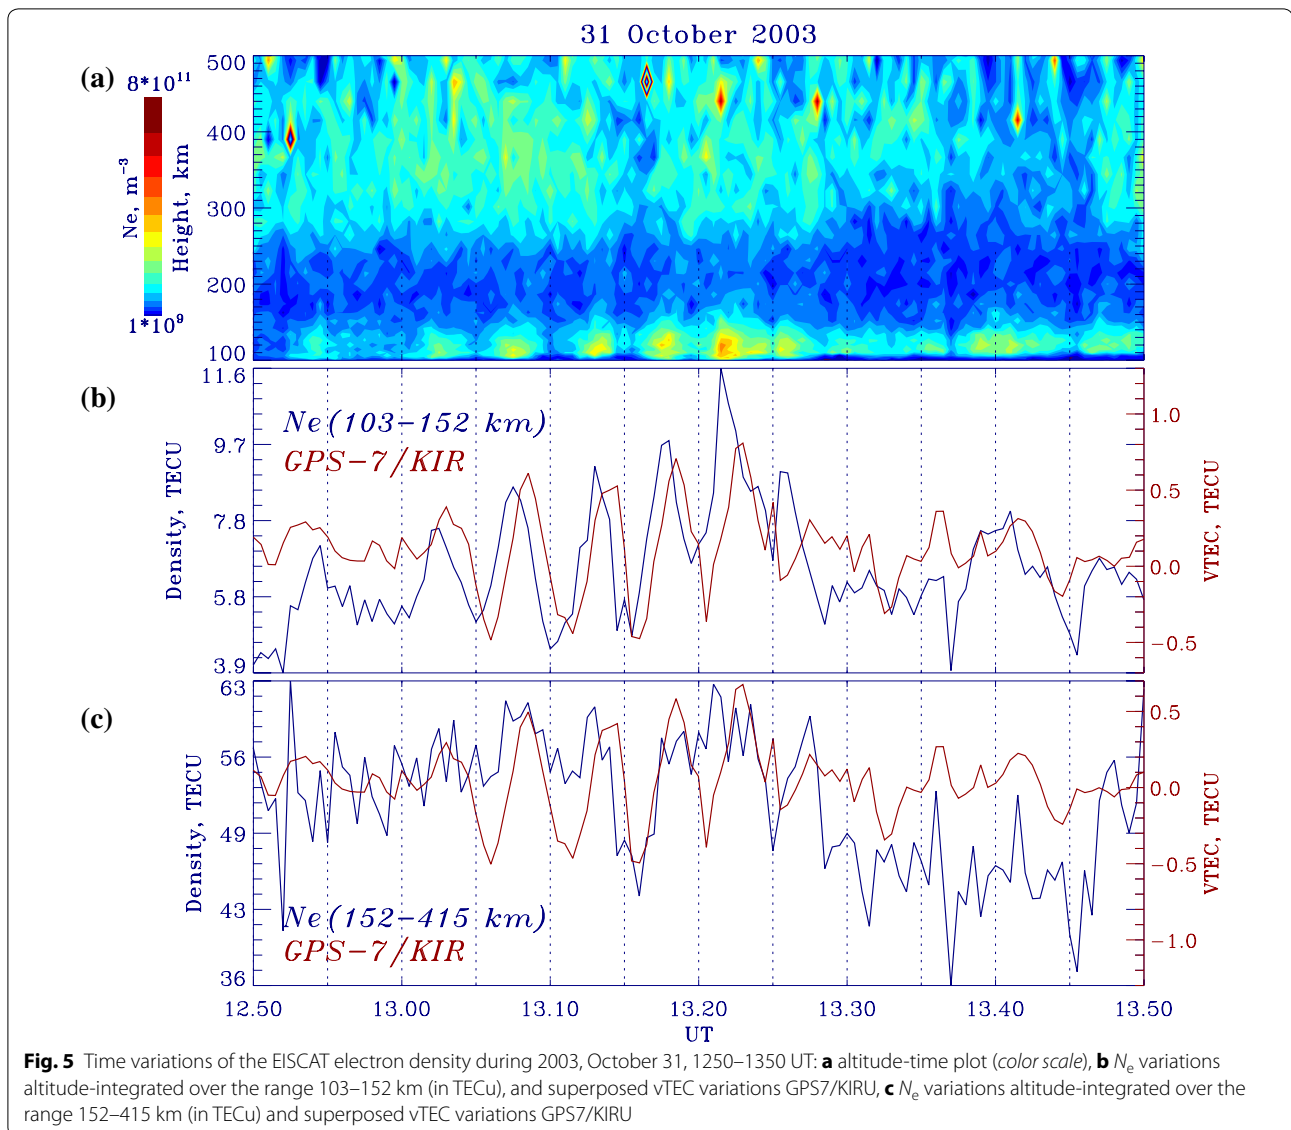 31 October 2003
(a)
8*10^11
Ne, m^-3
1*10^9
Height, km
500
400
300
200
100
(b)
11.6
9.7
7.8
5.8
3.9
Density, TECU
Ne(103-152 km)
GPS-7/KIR
1.0
0.5
0.0
-0.5
VTEC, TECU
(c)
63
56
49
43
36
Density, TECU
Ne(152-415 km)
GPS-7/KIR
0.5
0.0
-0.5
-1.0
VTEC, TECU
12.50 13.00 13.10 13.20 13.30 13.40 13.50
UT
Fig. 5 Time variations of the EISCAT electron density during 2003, October 31, 1250–1350 UT: a altitude-time plot (color scale), b Ne variations
altitude-integrated over the range 103–152 km (in TECu), and superposed vTEC variations GPS7/KIRU, c Ne variations altitude-integrated over the
range 152–415 km (in TECu) and superposed vTEC variations GPS7/KIRU